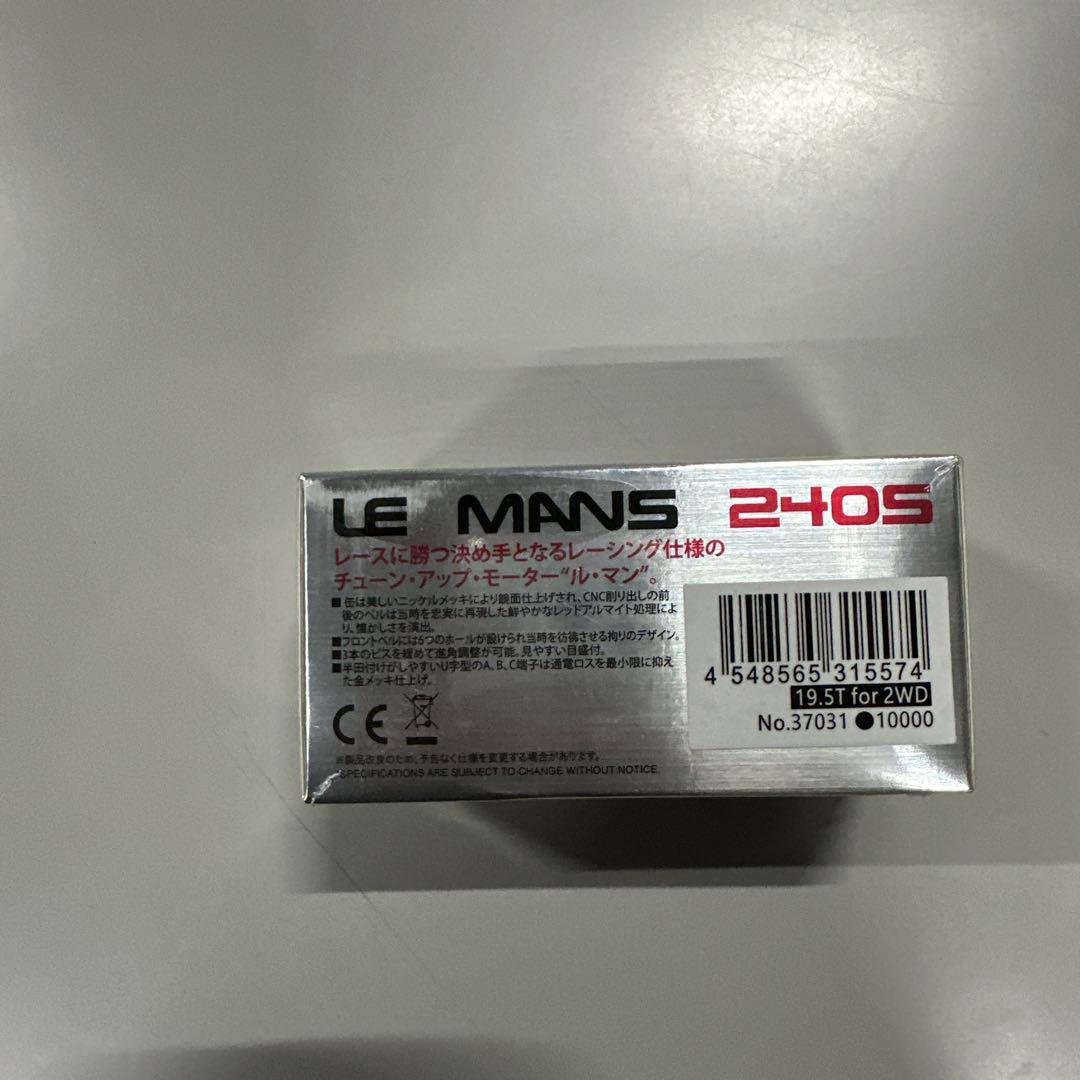 LE MANS 240S
レースに勝つ決め手となるレーシング仕様の
チューン・アップ・モーター“ル・マン”。
■缶は美しいニッケルメッキにより鏡面仕上げされ、CNC削り出しの前
後のベルは当時を忠実に再現した鮮やかなレッドアルマイト処理によ
り、懐かしさを演出。
■フロントベルには6つのホールが設けられ当時を彷彿させる拘りのデザイン。
■3本のビスを緩めて進角調整が可能。見やすい目盛付。
■半田付けがしやすいU字型のA、B、C端子は通電ロスを最小限に抑え
た金メッキ仕上げ。
CE
※製品改良のため、予告なく仕様を変更する場合があります。
SPECIFICATIONS ARE SUBJECT TO CHANGE WITHOUT NOTICE.
4 548565 315574
19.5T for 2WD
No.37031 ●10000